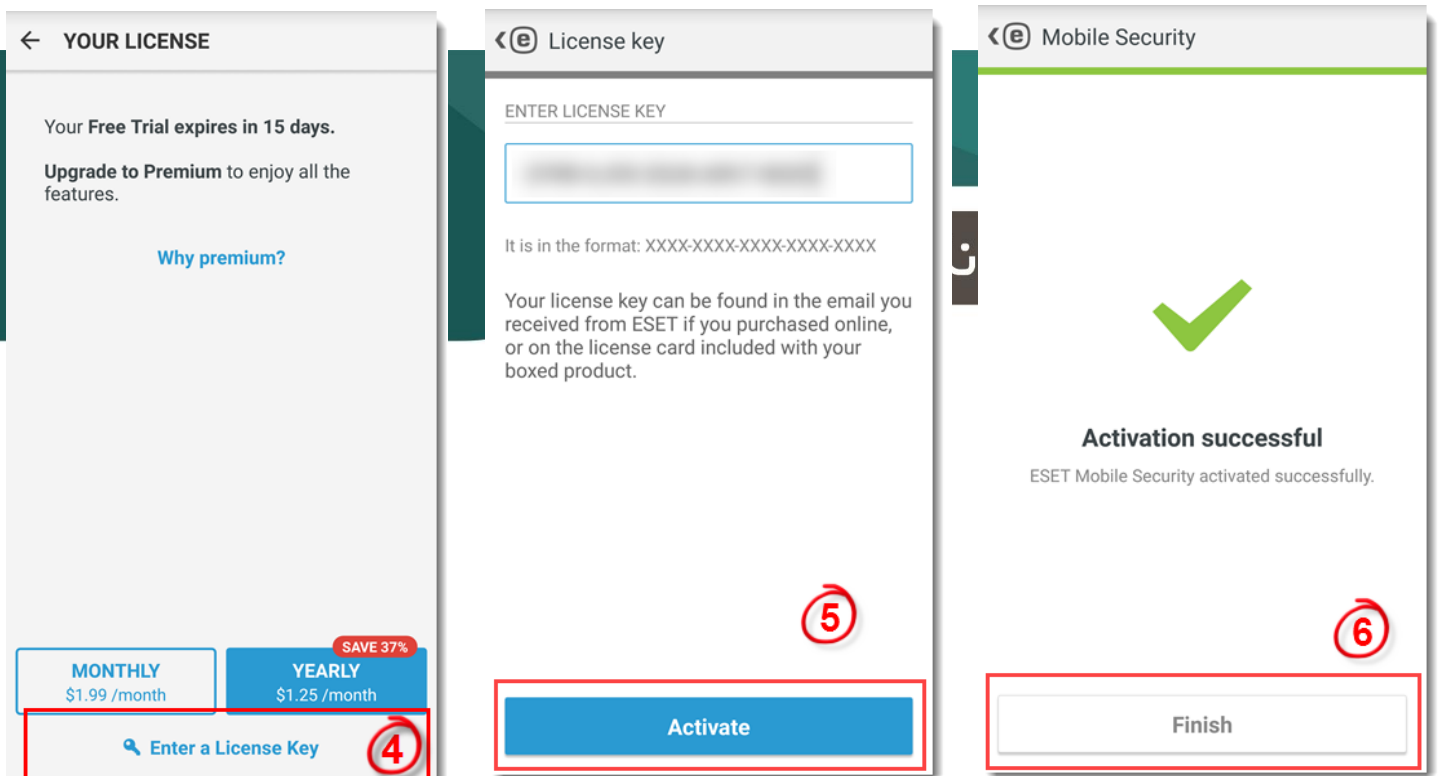 YOUR LICENSE
Your Free Trial expires in 15 days.
Upgrade to Premium to enjoy all the
features.
Why premium?
SAVE 37%
MONTHLY
$1.99 /month
YEARLY
$1.25 /month
Enter a License Key
4
e License key
ENTER LICENSE KEY
It is in the format: XXXX-XXXX-XXXX-XXXX-XXXX
Your license key can be found in the email you
received from ESET if you purchased online,
or on the license card included with your
boxed product.
5
Activate
e Mobile Security
Activation successful
ESET Mobile Security activated successfully.
6
Finish